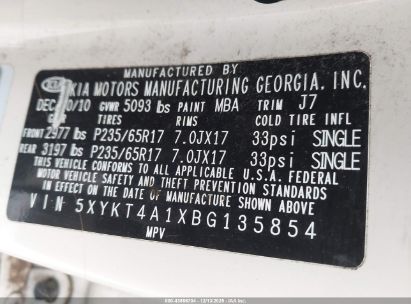 MANUFACTURED BY
KIA MOTORS MANUFACTURING GEORGIA, INC.
DEC 0/10 GVWR 5093 lbs PAINT MBA TRIM J7
TIRES RIMS COLD TIRE INFL
FRONT 2977 lbs P235/65R17 7.0JX17 33psi SINGLE
REAR 3197 lbs P235/65R17 7.0JX17 33psi SINGLE
THIS VEHICLE CONFORMS TO ALL APPLICABLE U.S.A. FEDERAL
MOTOR VEHICLE SAFETY AND THEFT PREVENTION STANDARDS
IN EFFECT ON THE DATE OF MANUFACTURE SHOWN ABOVE
VIN 5XYKT4A1XBG135854
MPV